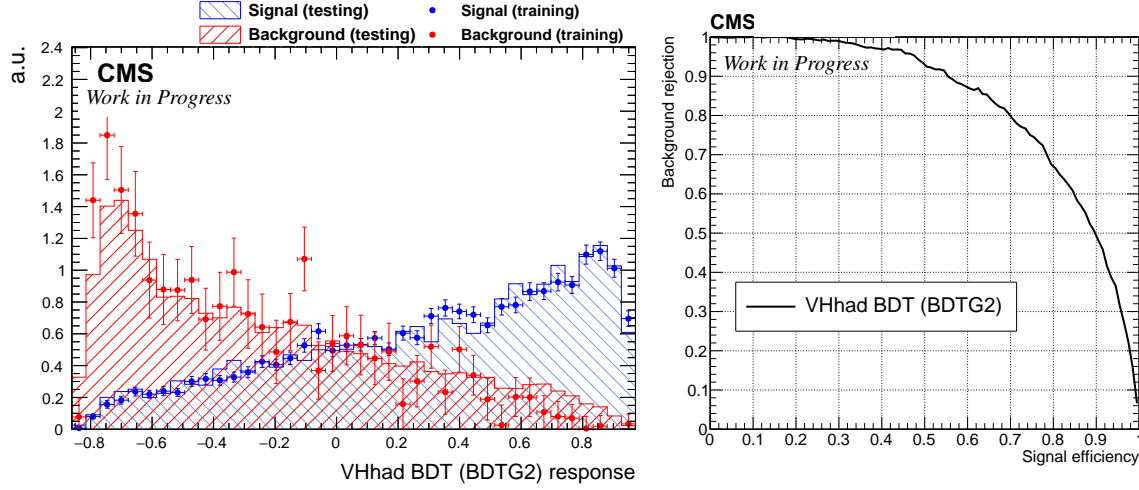 Signal (testing) Signal (training)
Background (testing) Background (training)
a.u.
2.4
2.2
2
1.8
1.6
1.4
1.2
1
0.8
0.6
0.4
0.2
0
CMS
Work in Progress
-0.8 -0.6 -0.4 -0.2 0 0.2 0.4 0.6 0.8
VHhad BDT (BDTG2) response
CMS
Background rejection
1
0.9
0.8
0.7
0.6
0.5
0.4
0.3
0.2
0.1
Work in Progress
VHhad BDT (BDTG2)
0 0.1 0.2 0.3 0.4 0.5 0.6 0.7 0.8 0.9 1
Signal efficiency